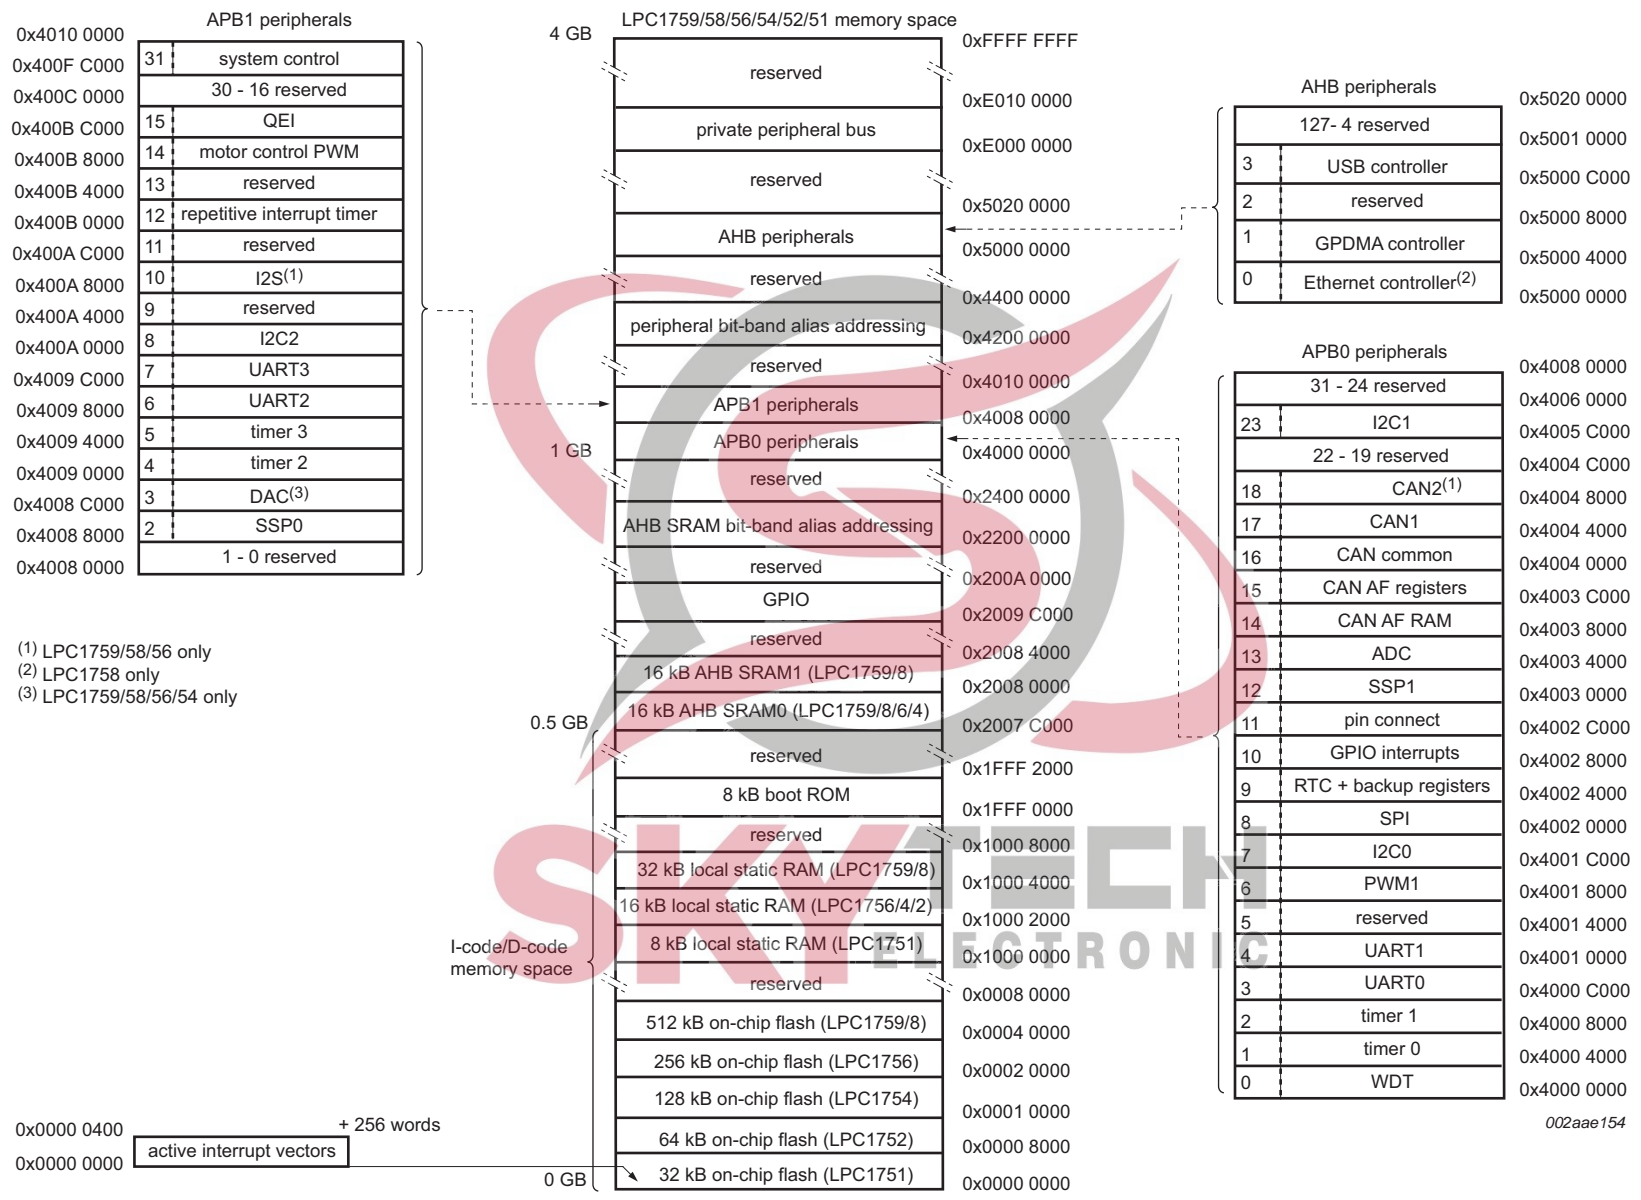 APB1 peripherals
0x4010 0000
31 system control
0x400F C000
30 - 16 reserved
0x400C 0000
15 QEI
0x400B C000
14 motor control PWM
0x400B 8000
13 reserved
0x400B 4000
12 repetitive interrupt timer
0x400B 0000
11 reserved
0x400A C000
10 I2S(1)
0x400A 8000
9 reserved
0x400A 4000
8 I2C2
0x400A 0000
7 UART3
0x4009 C000
6 UART2
0x4009 8000
5 timer 3
0x4009 4000
4 timer 2
0x4009 0000
3 DAC(3)
0x4008 C000
2 SSP0
0x4008 8000
1 - 0 reserved
0x4008 0000
(1) LPC1759/58/56 only
(2) LPC1758 only
(3) LPC1759/58/56/54 only
0x0000 0400
+ 256 words
active interrupt vectors
0x0000 0000
LPC1759/58/56/54/52/51 memory space
4 GB
0xFFFF FFFF
reserved
0xE010 0000
private peripheral bus
0xE000 0000
reserved
0x5020 0000
AHB peripherals
0x5000 0000
reserved
0x4400 0000
peripheral bit-band alias addressing
0x4200 0000
reserved
0x4010 0000
APB1 peripherals
0x4008 0000
APB0 peripherals
1 GB
0x4000 0000
reserved
0x2400 0000
AHB SRAM bit-band alias addressing
0x2200 0000
reserved
0x200A 0000
GPIO
0x2009 C000
reserved
0x2008 4000
16 kB AHB SRAM1 (LPC1759/8)
0x2008 0000
16 kB AHB SRAM0 (LPC1759/8/6/4)
0.5 GB
0x2007 C000
reserved
0x1FFF 2000
8 kB boot ROM
0x1FFF 0000
reserved
0x1000 8000
32 kB local static RAM (LPC1759/8)
0x1000 4000
16 kB local static RAM (LPC1756/4/2)
0x1000 2000
8 kB local static RAM (LPC1751)
0x1000 0000
I-code/D-code
memory space
reserved
0x0008 0000
512 kB on-chip flash (LPC1759/8)
0x0004 0000
256 kB on-chip flash (LPC1756)
0x0002 0000
128 kB on-chip flash (LPC1754)
0x0001 0000
64 kB on-chip flash (LPC1752)
0x0000 8000
32 kB on-chip flash (LPC1751)
0 GB
0x0000 0000
AHB peripherals
0x5020 0000
127- 4 reserved
0x5001 0000
3 USB controller
0x5000 C000
2 reserved
0x5000 8000
1 GPDMA controller
0x5000 4000
0 Ethernet controller(2)
0x5000 0000
APB0 peripherals
0x4008 0000
31 - 24 reserved
0x4006 0000
23 I2C1
0x4005 C000
22 - 19 reserved
0x4004 C000
18 CAN2(1)
0x4004 8000
17 CAN1
0x4004 4000
16 CAN common
0x4004 0000
15 CAN AF registers
0x4003 C000
14 CAN AF RAM
0x4003 8000
13 ADC
0x4003 4000
12 SSP1
0x4003 0000
11 pin connect
0x4002 C000
10 GPIO interrupts
0x4002 8000
9 RTC + backup registers
0x4002 4000
8 SPI
0x4002 0000
7 I2C0
0x4001 C000
6 PWM1
0x4001 8000
5 reserved
0x4001 4000
4 UART1
0x4001 0000
3 UART0
0x4000 C000
2 timer 1
0x4000 8000
1 timer 0
0x4000 4000
0 WDT
0x4000 0000
002aae154
SKYTECH
ELECTRONIC